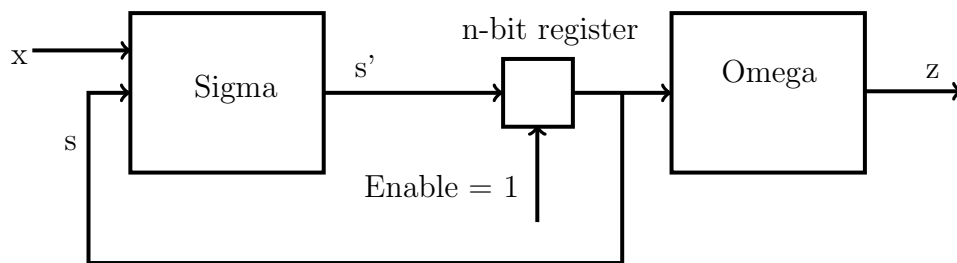 n-bit register
x
Sigma
s'
Omega
z
s
Enable = 1